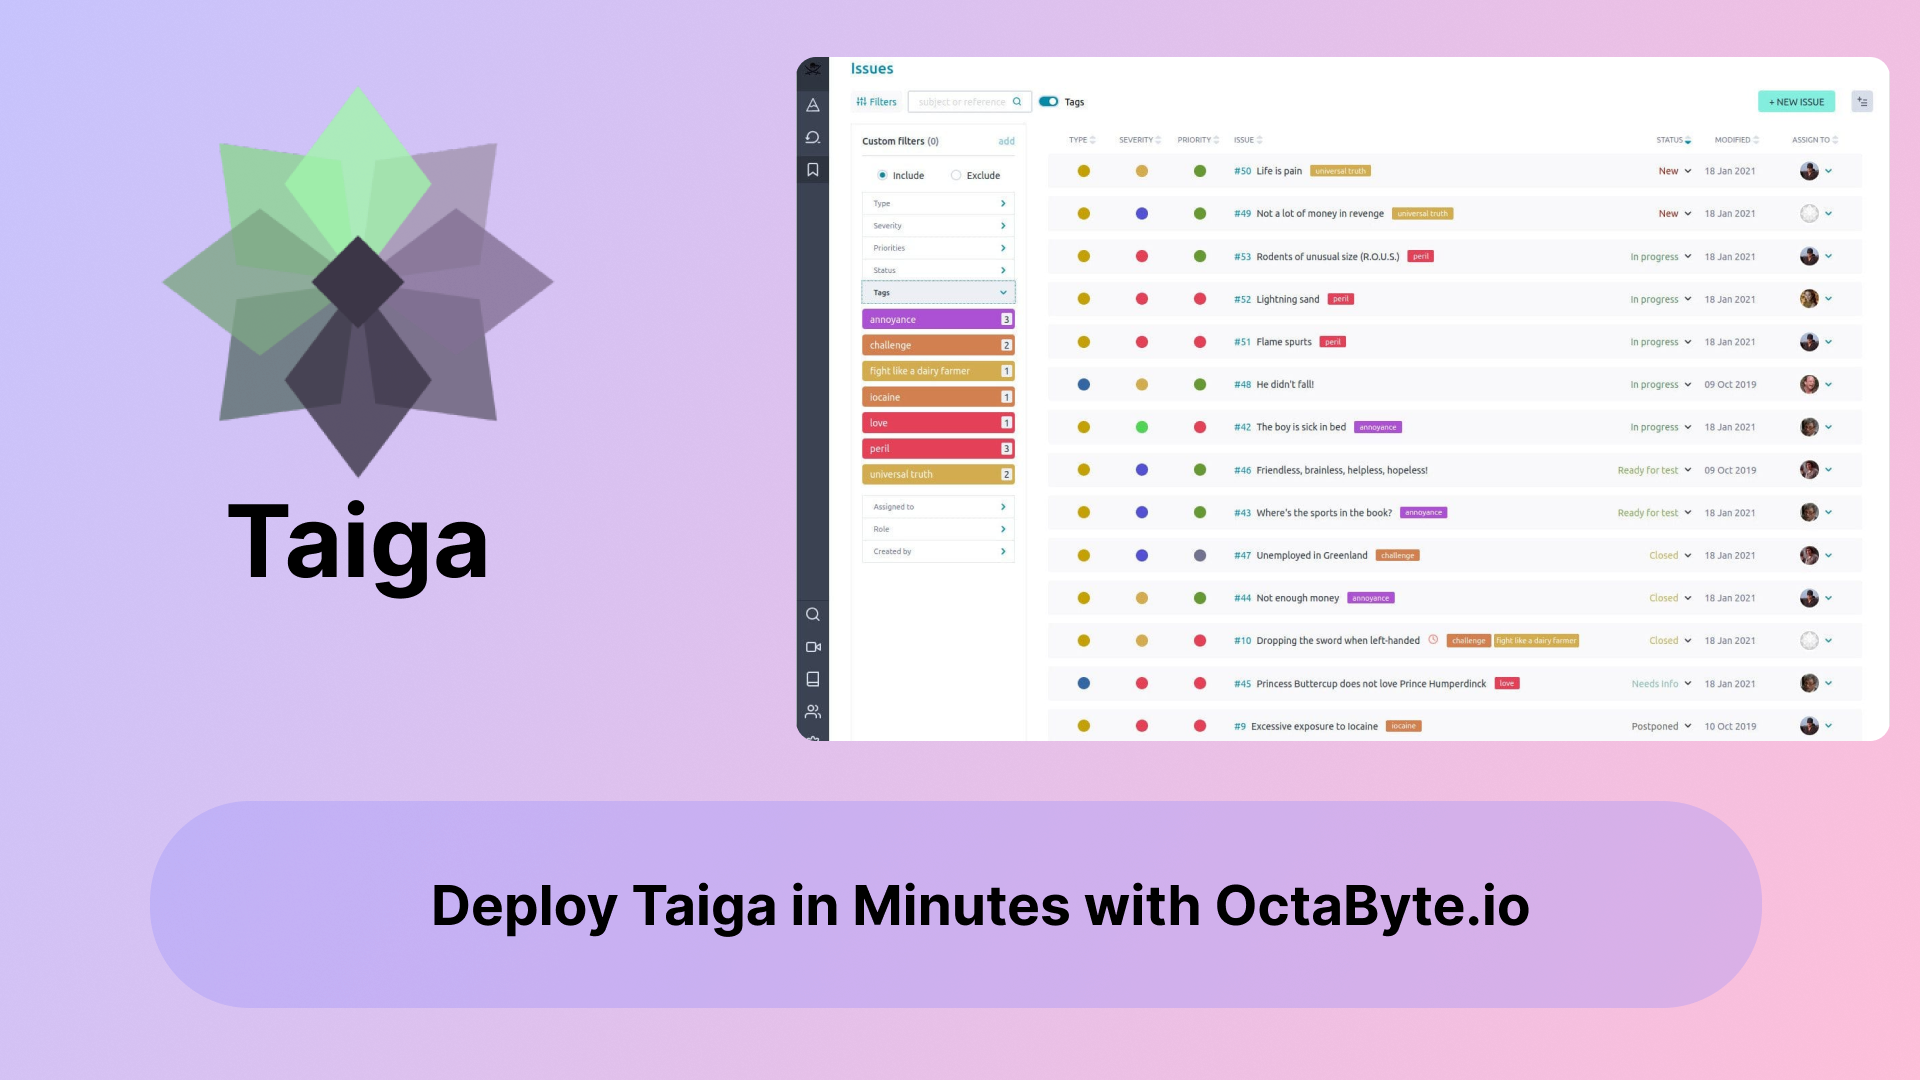 Taiga
Issues
Filters
subject or reference
Tags
+ NEW ISSUE
Custom filters (0)
add
Include
Exclude
Type
Severity
Priorities
Status
Tags
annoyance 3
challenge 2
fight like a dairy farmer 1
iocaine 1
love 1
peril 3
universal truth 2
Assigned to
Role
Created by
TYPE SEVERITY PRIORITY ISSUE STATUS MODIFIED ASSIGN TO
#50 Life is pain universal truth New 18 Jan 2021
#49 Not a lot of money in revenge universal truth New 18 Jan 2021
#53 Rodents of unusual size (R.O.U.S.) peril In progress 18 Jan 2021
#52 Lightning sand peril In progress 18 Jan 2021
#51 Flame spurts peril In progress 18 Jan 2021
#48 He didn't fall! In progress 09 Oct 2019
#42 The boy is sick in bed annoyance In progress 18 Jan 2021
#46 Friendless, brainless, helpless, hopeless! Ready for test 09 Oct 2019
#43 Where's the sports in the book? annoyance Ready for test 18 Jan 2021
#47 Unemployed in Greenland challenge Closed 18 Jan 2021
#44 Not enough money annoyance Closed 18 Jan 2021
#10 Dropping the sword when left-handed challenge fight like a dairy farmer Closed 18 Jan 2021
#45 Princess Buttercup does not love Prince Humperdinck love Needs Info 18 Jan 2021
#9 Excessive exposure to Iocaine iocaine Postponed 10 Oct 2019
Deploy Taiga in Minutes with OctaByte.io